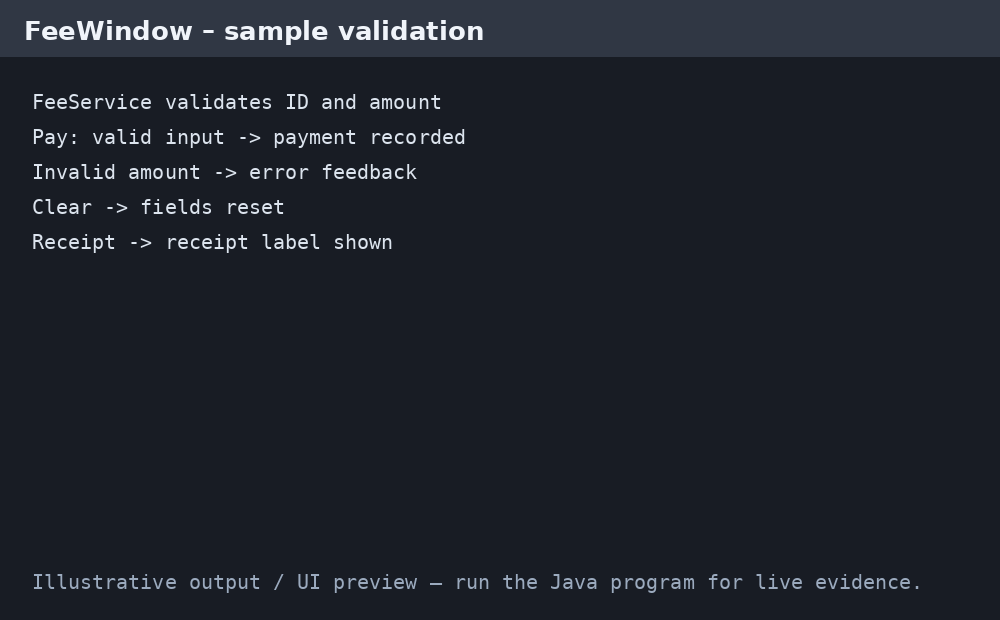 FeeWindow – sample validation
FeeService validates ID and amount
Pay: valid input -> payment recorded
Invalid amount -> error feedback
Clear -> fields reset
Receipt -> receipt label shown
Illustrative output / UI preview — run the Java program for live evidence.